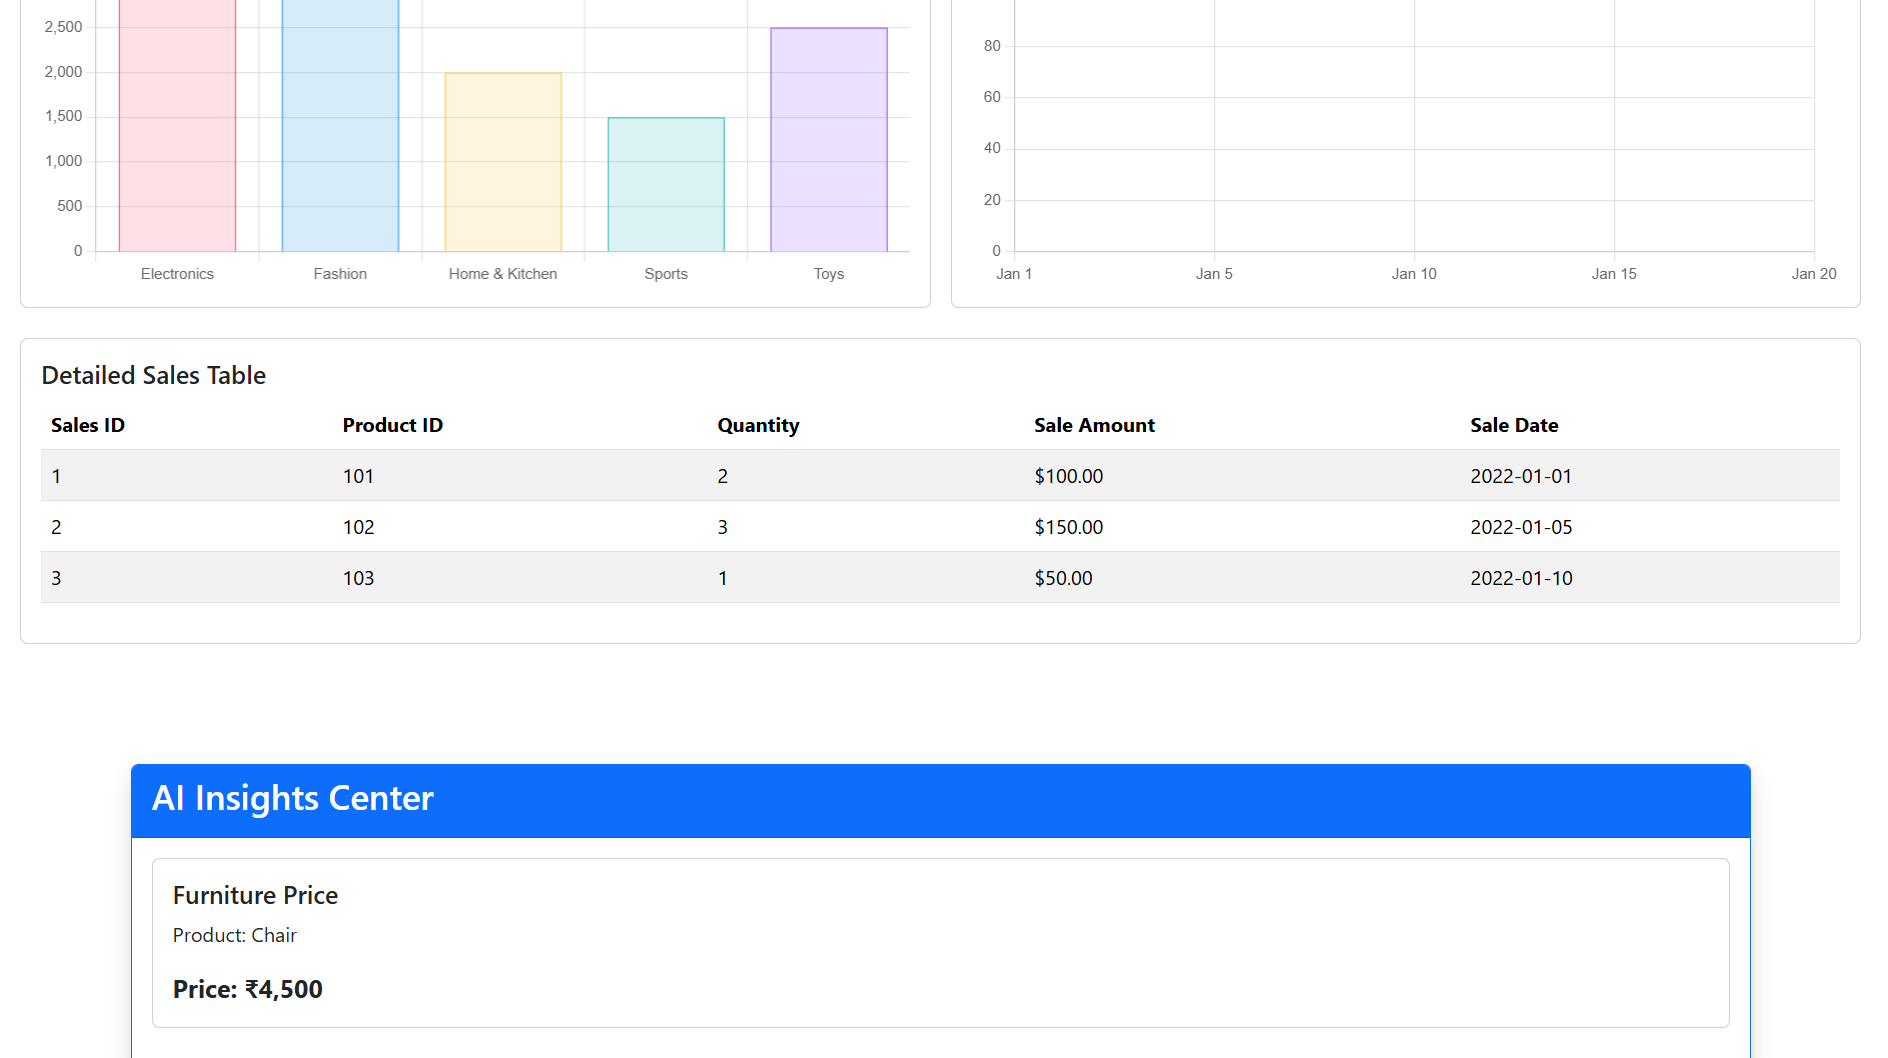 2,500
2,000
1,500
1,000
500
0
Electronics Fashion Home & Kitchen Sports Toys
80
60
40
20
0
Jan 1 Jan 5 Jan 10 Jan 15 Jan 20
Detailed Sales Table
Sales ID Product ID Quantity Sale Amount Sale Date
1 101 2 $100.00 2022-01-01
2 102 3 $150.00 2022-01-05
3 103 1 $50.00 2022-01-10
AI Insights Center
Furniture Price
Product: Chair
Price: ₹4,500